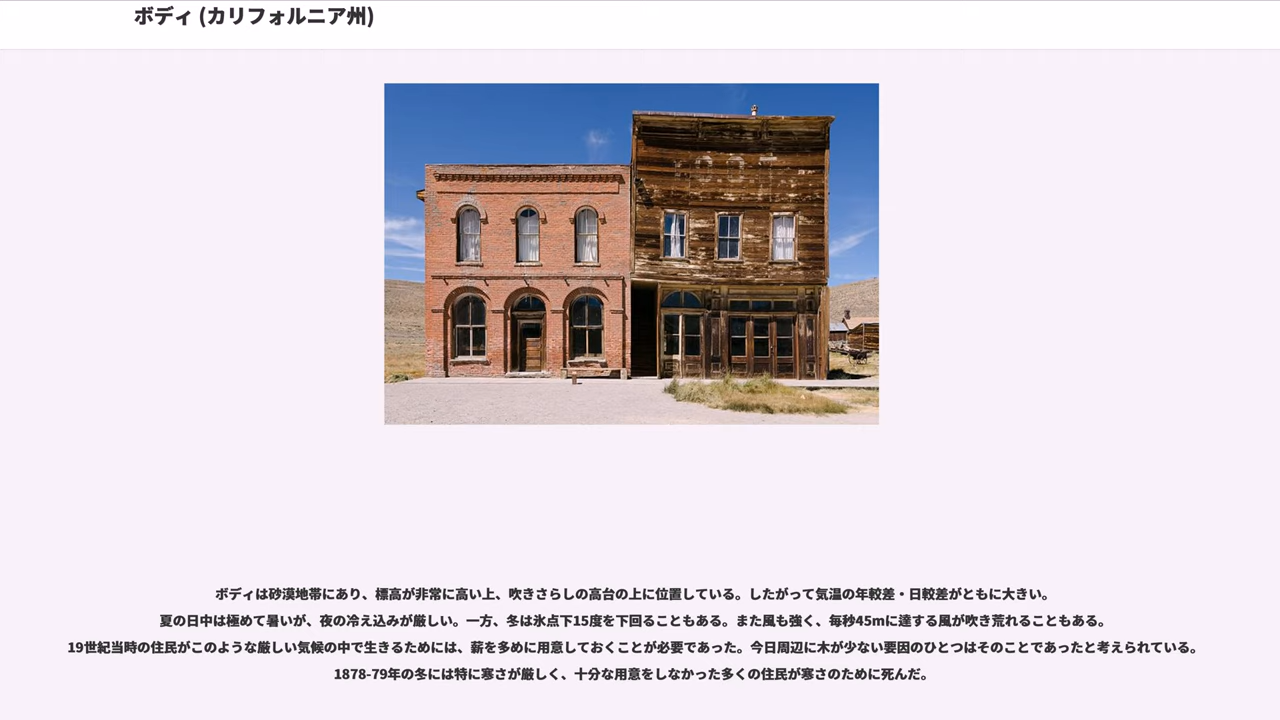 ボディ (カリフォルニア州)
ボディは砂漠地帯にあり、標高が非常に高い上、吹きさらしの高台の上に位置している。したがって気温の年較差・日較差がともに大きい。
夏の日中は極めて暑いが、夜の冷え込みが厳しい。一方、冬は氷点下15度を下回ることもある。また風も強く、毎秒45mに達する風が吹き荒れることもある。
19世紀当時の住民がこのような厳しい気候の中で生きるためには、薪を多めに用意しておくことが必要であった。今日周辺に木が少ない要因のひとつはそのことであったと考えられている。
1878-79年の冬には特に寒さが厳しく、十分な用意をしなかった多くの住民が寒さのために死んだ。